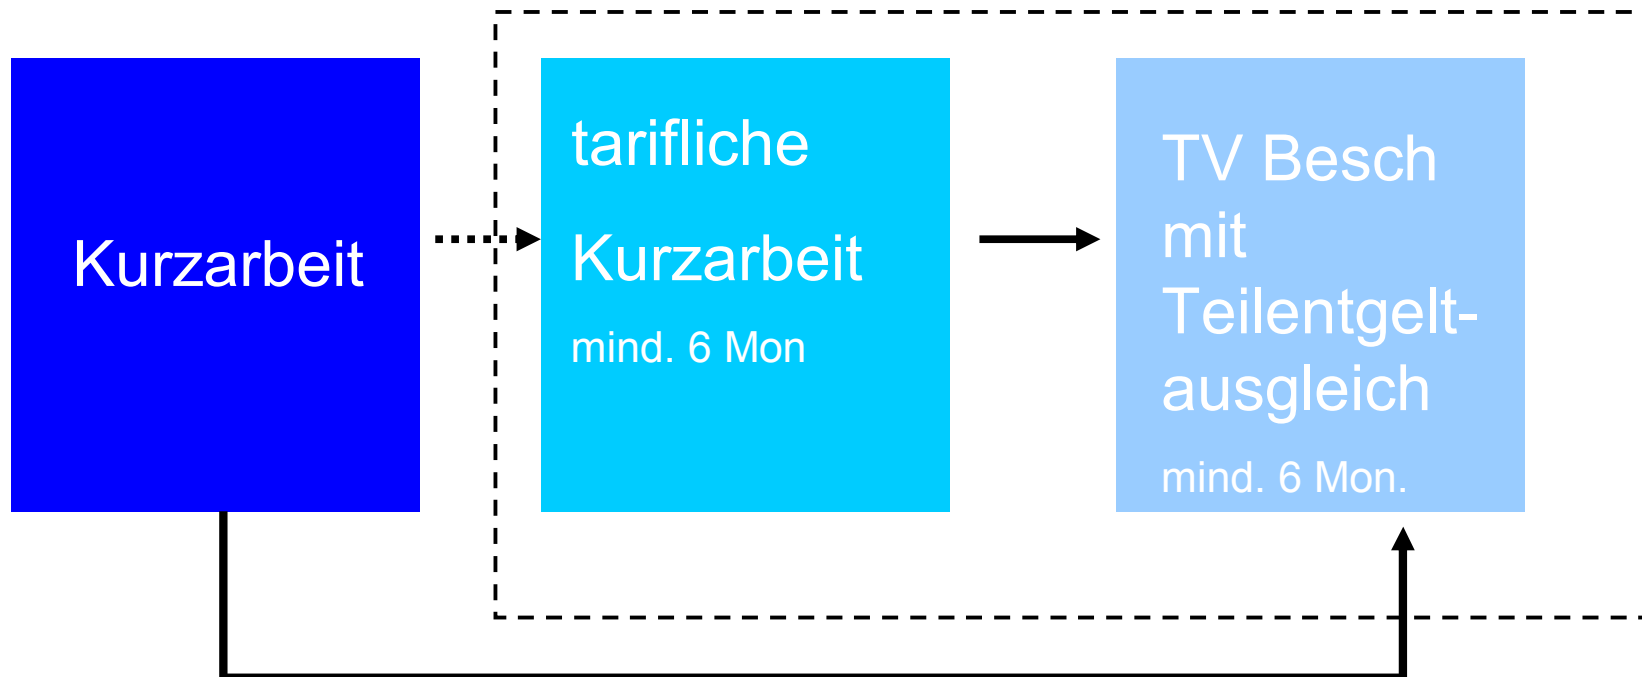 Kurzarbeit
tarifliche
Kurzarbeit
mind. 6 Mon
TV Besch
mit
Teilentgelt-
ausgleich
mind. 6 Mon.